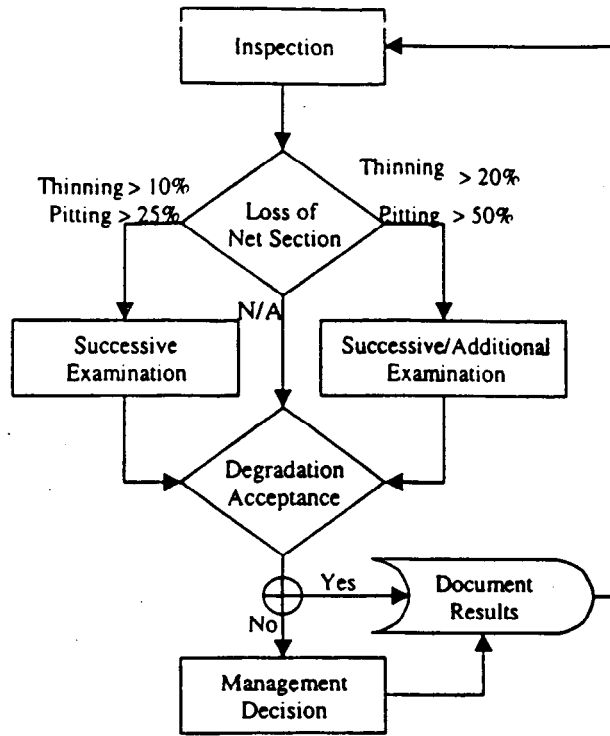 Inspection
Thinning > 10%
Pitting > 25%
Loss of
Net Section
Thinning > 20%
Pitting > 50%
N/A
Successive
Examination
Successive/Additional
Examination
Degradation
Acceptance
Yes
No
Document
Results
Management
Decision